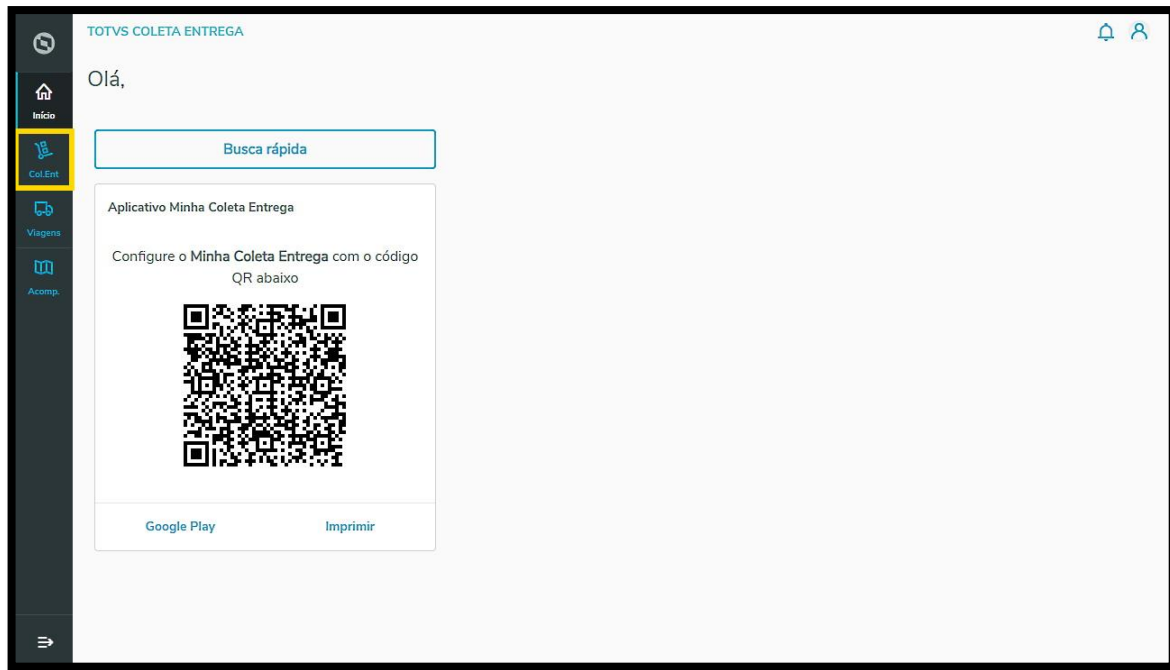 TOTVS COLETA ENTREGA
Olá,
Início
Col.Ent
Viagens
Acomp.
Busca rápida
Aplicativo Minha Coleta Entrega
Configure o Minha Coleta Entrega com o código
QR abaixo
Google Play
Imprimir